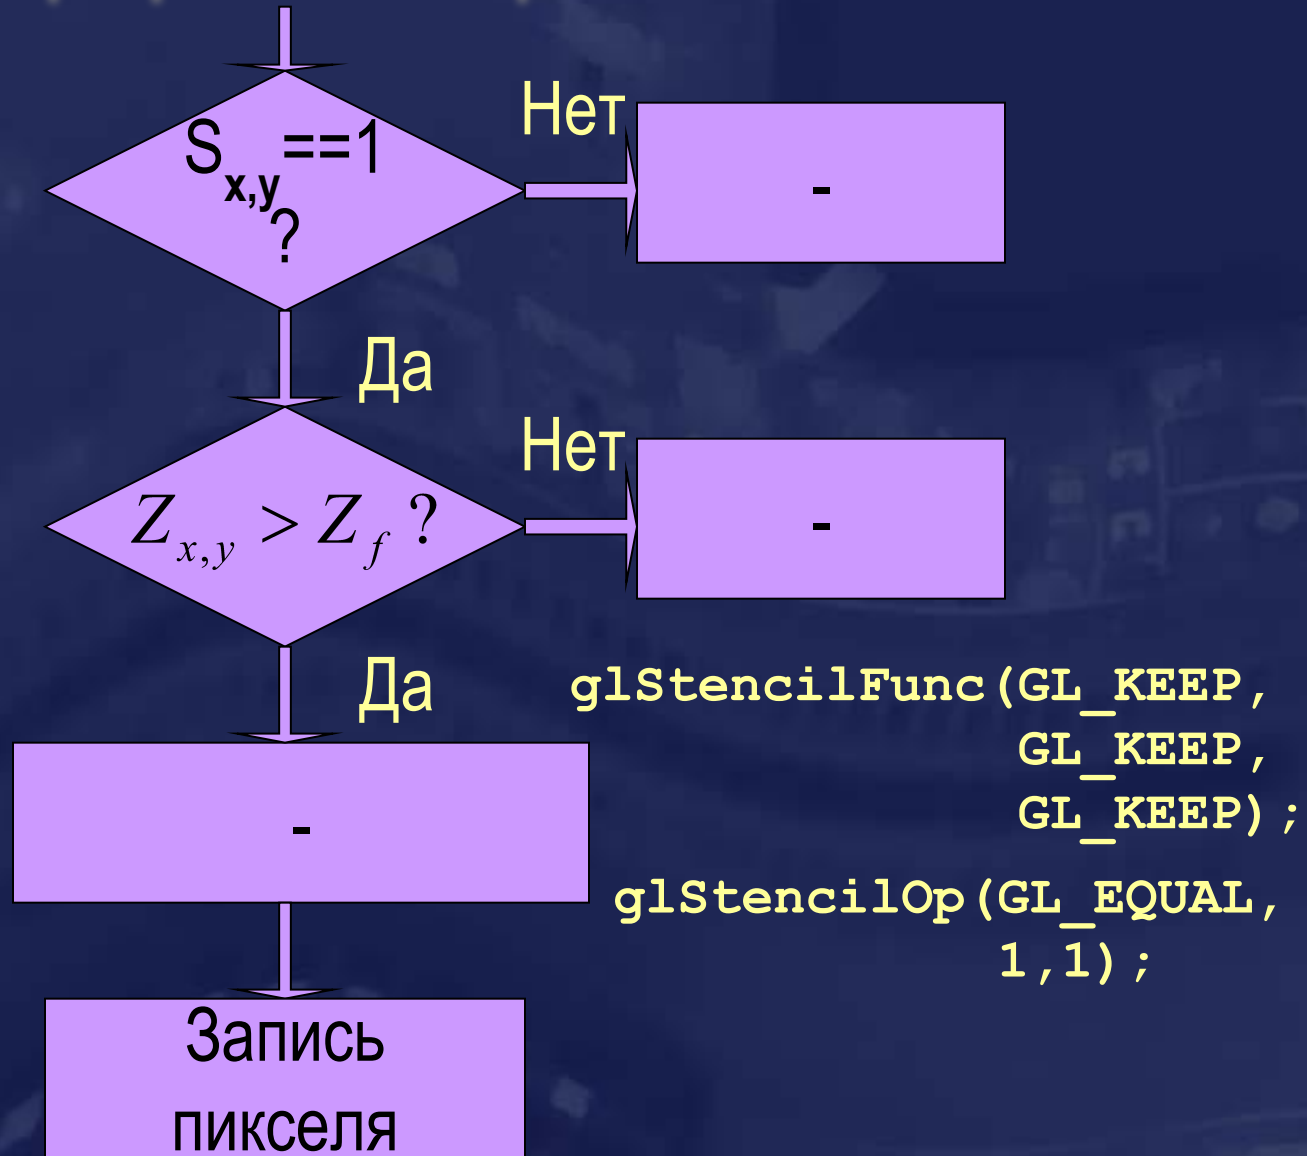 Нет
S x,y ==1
?
-
Да
Нет
Z x,y > Z f ?
-
Да
-
glStencilFunc(GL_KEEP,
GL_KEEP,
GL_KEEP);
glStencilOp(GL_EQUAL,
1,1);
Запись
пикселя